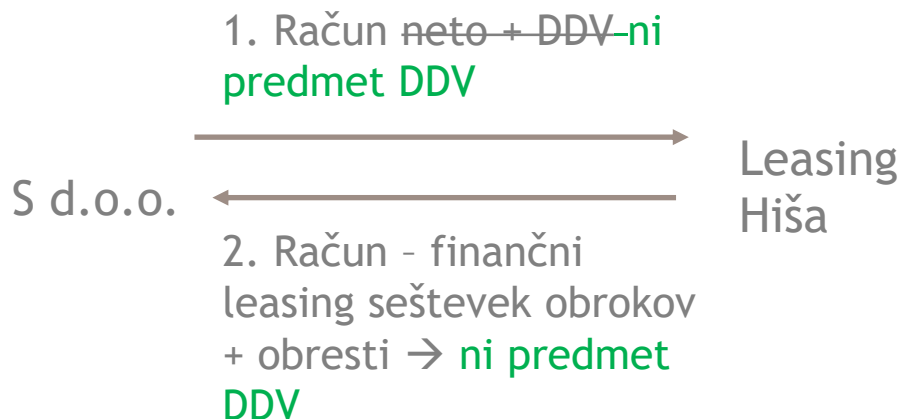 1. Račun neto + DDV-ni
predmet DDV
S d.o.o.
Leasing
Hiša
2. Račun – finančni
leasing seštevek obrokov
+ obresti → ni predmet
DDV